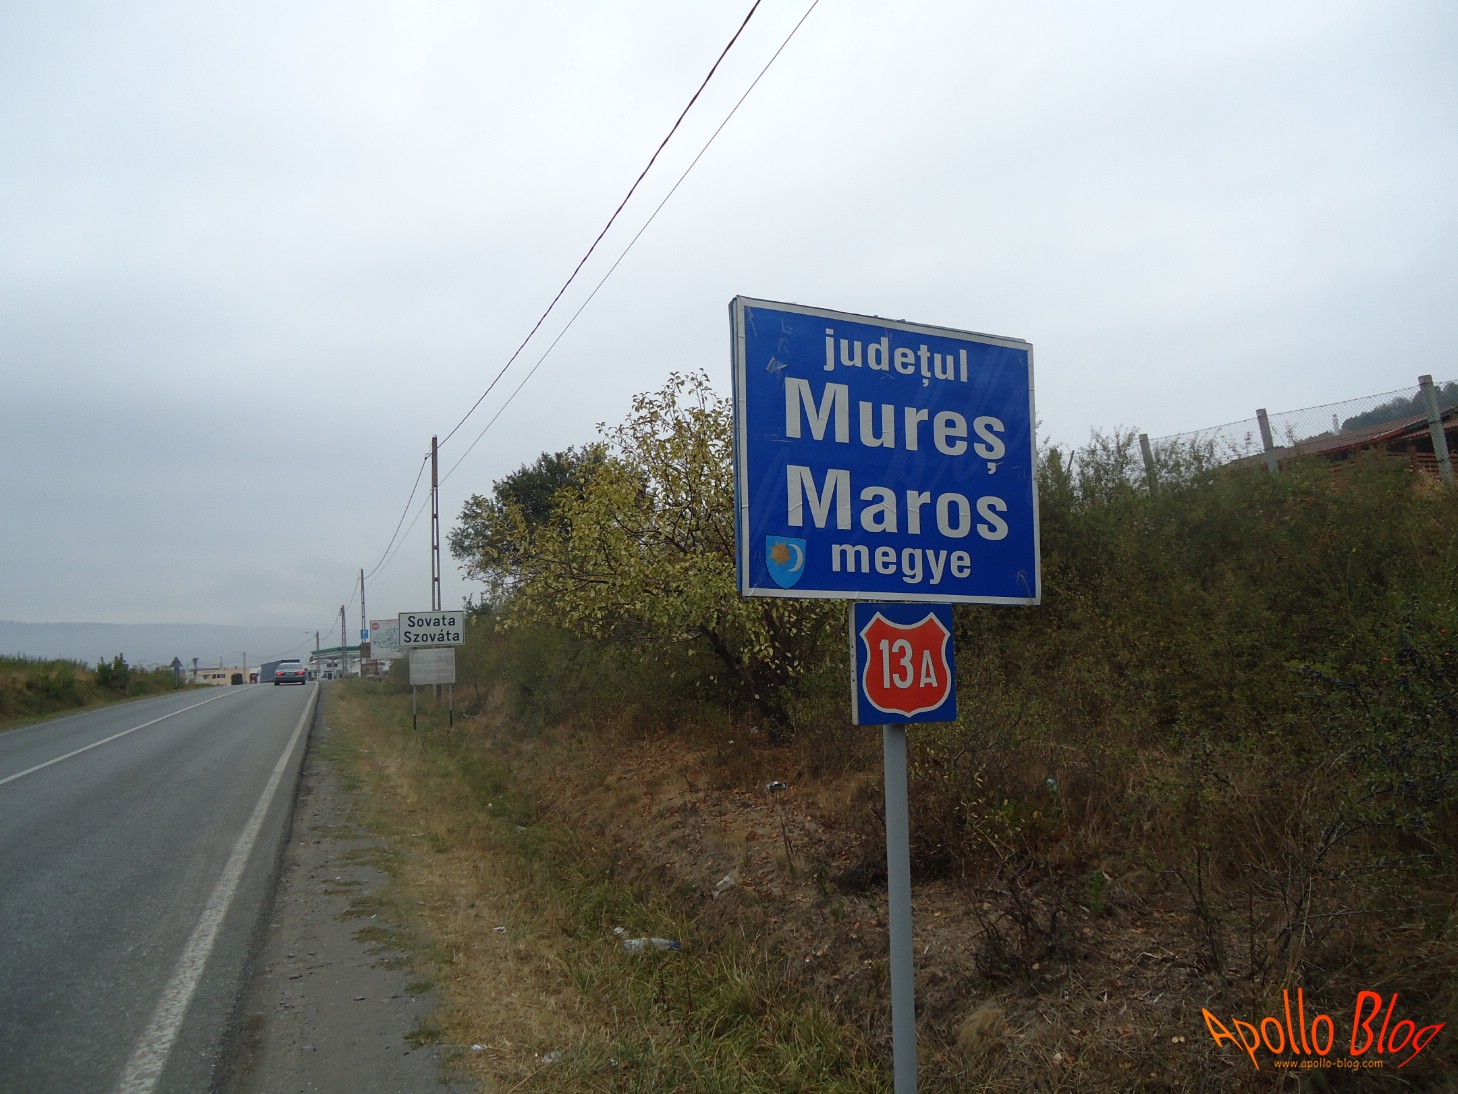 județul
Mureș
Maros
megye
13A
Sovata
Szováta
Apollo Blog
www.apollo-blog.com